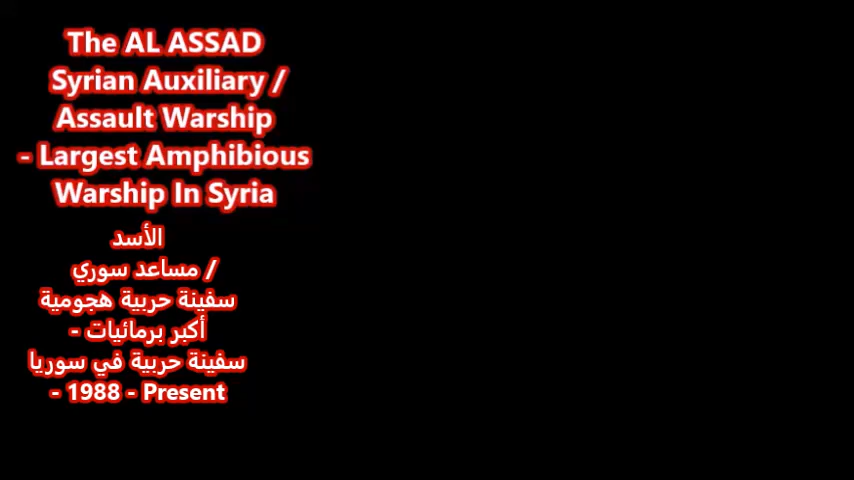 The AL ASSAD
Syrian Auxiliary /
Assault Warship
- Largest Amphibious
Warship In Syria
الأسد
/ مساعد سوري
سفينة حربية هجومية
أكبر برمائيات -
سفينة حربية في سوريا
- 1988 - Present